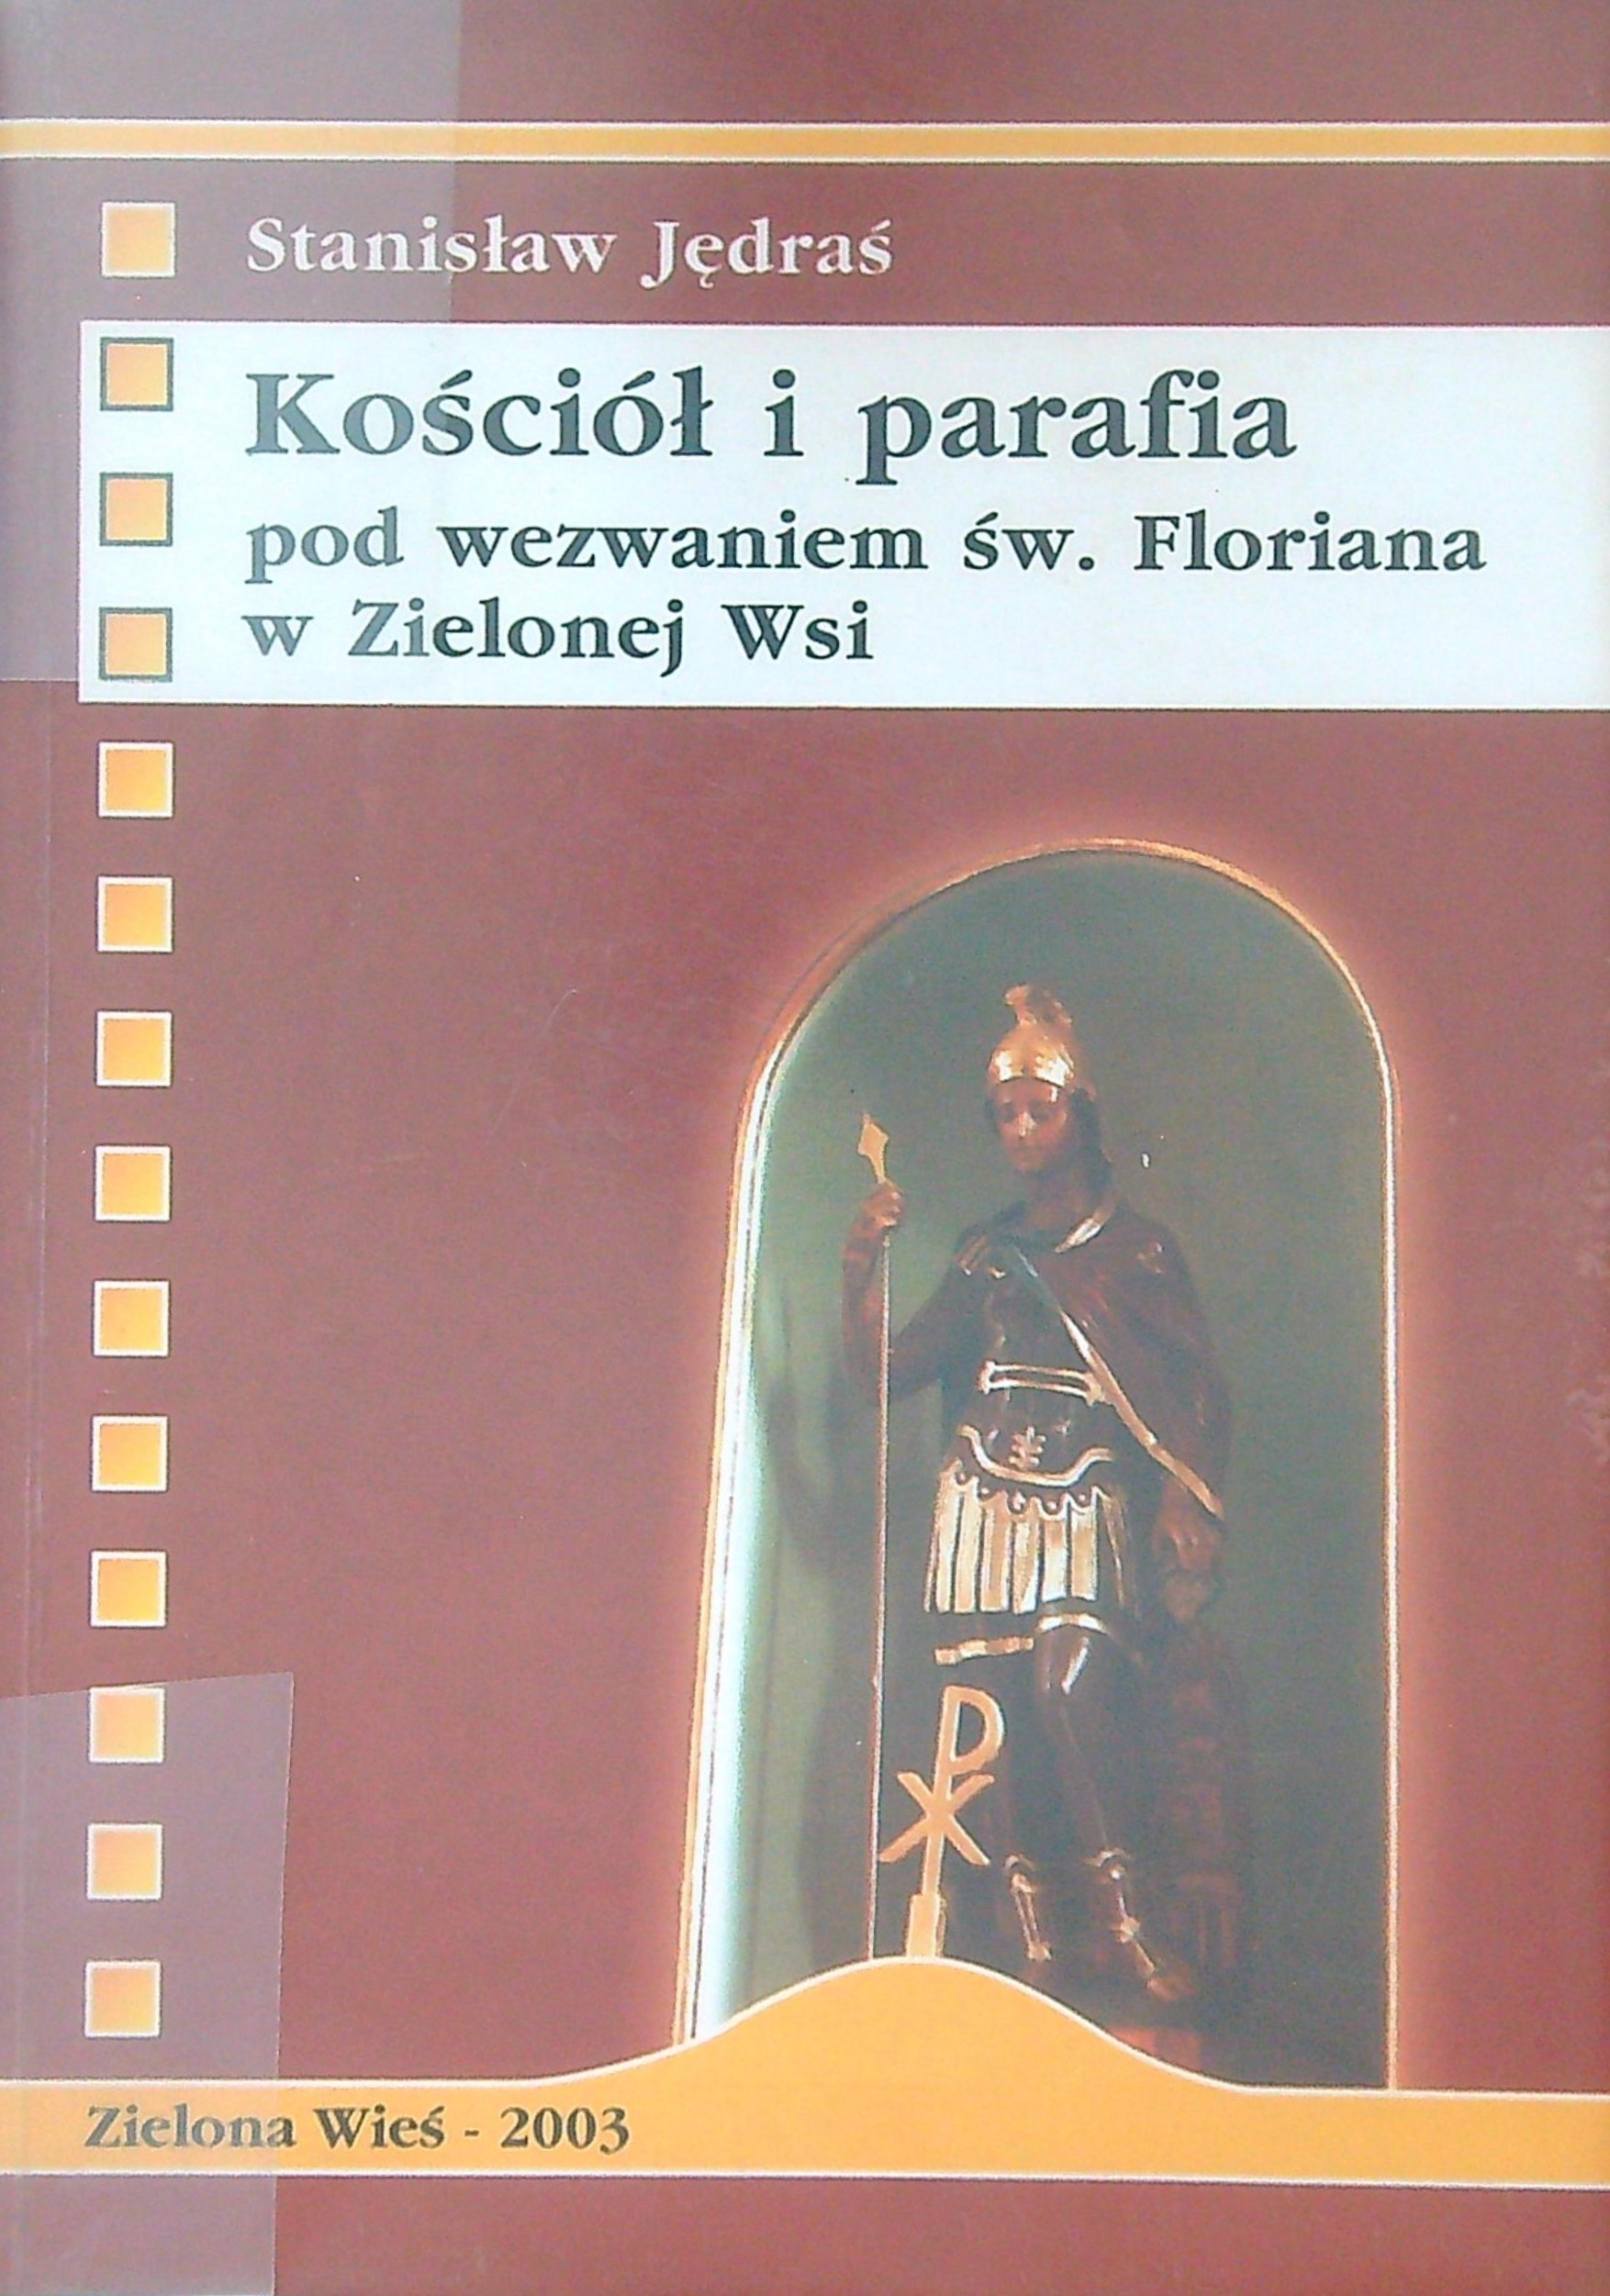 Stanisław Jędraś
Kościół i parafia
pod wezwaniem św. Floriana
w Zielonej Wsi
Zielona Wieś - 2003